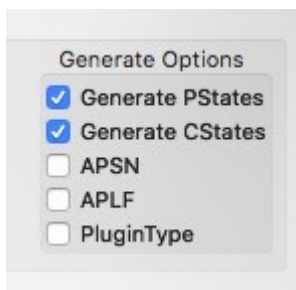 Generate Options
Generate PStates
Generate CStates
APSN
APLF
PluginType